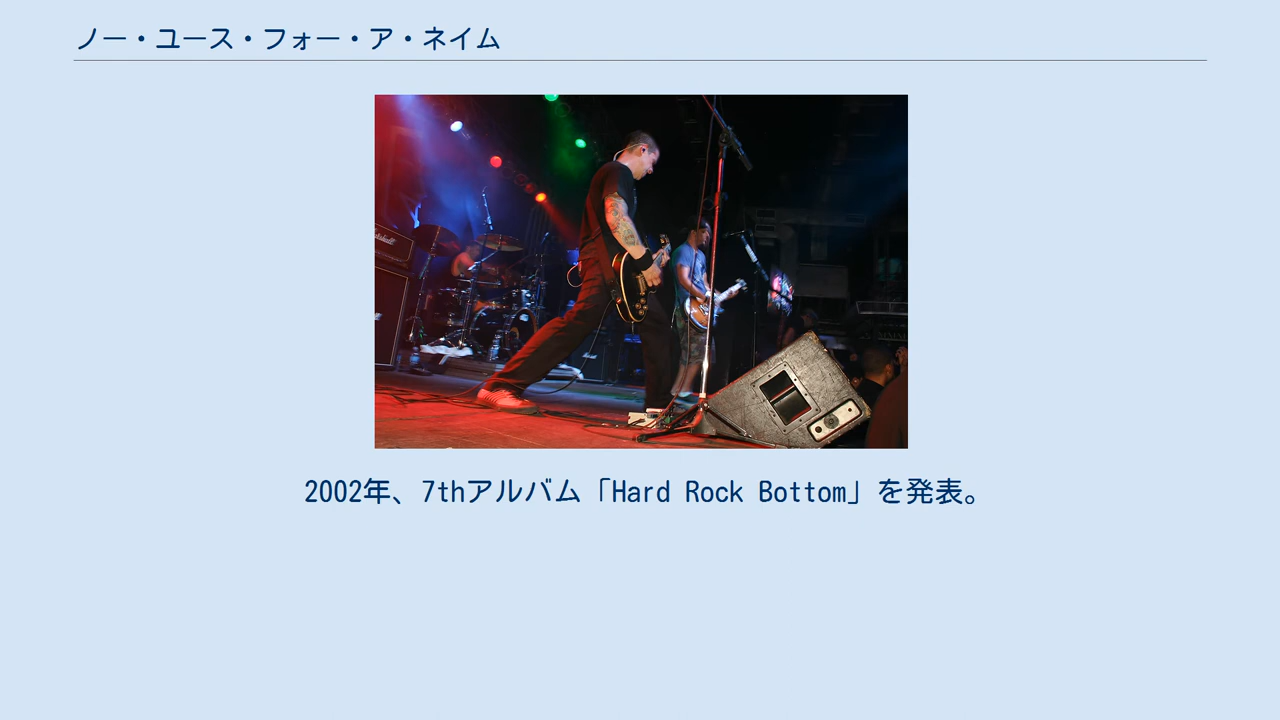 ノー・ユース・フォー・ア・ネイム
Marshall
2002年、7thアルバム「Hard Rock Bottom」を発表。